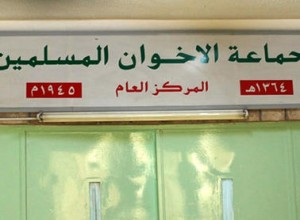 جماعة الاخوان المسلمين
١٣٦٤هـ المركز العام ١٩٤٥م